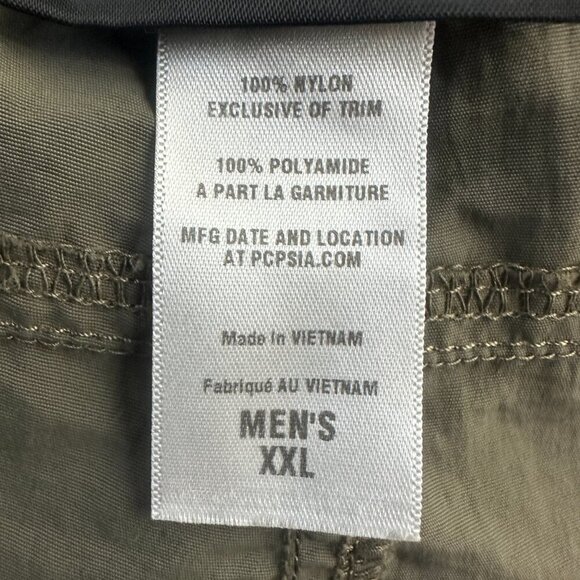 100% NYLON
EXCLUSIVE OF TRIM
100% POLYAMIDE
A PART LA GARNITURE
MFG DATE AND LOCATION
AT PCPSIA.COM
Made in VIETNAM
Fabriqué AU VIETNAM
MEN'S
XXL